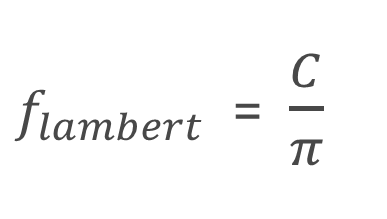 f_lambert = C/π